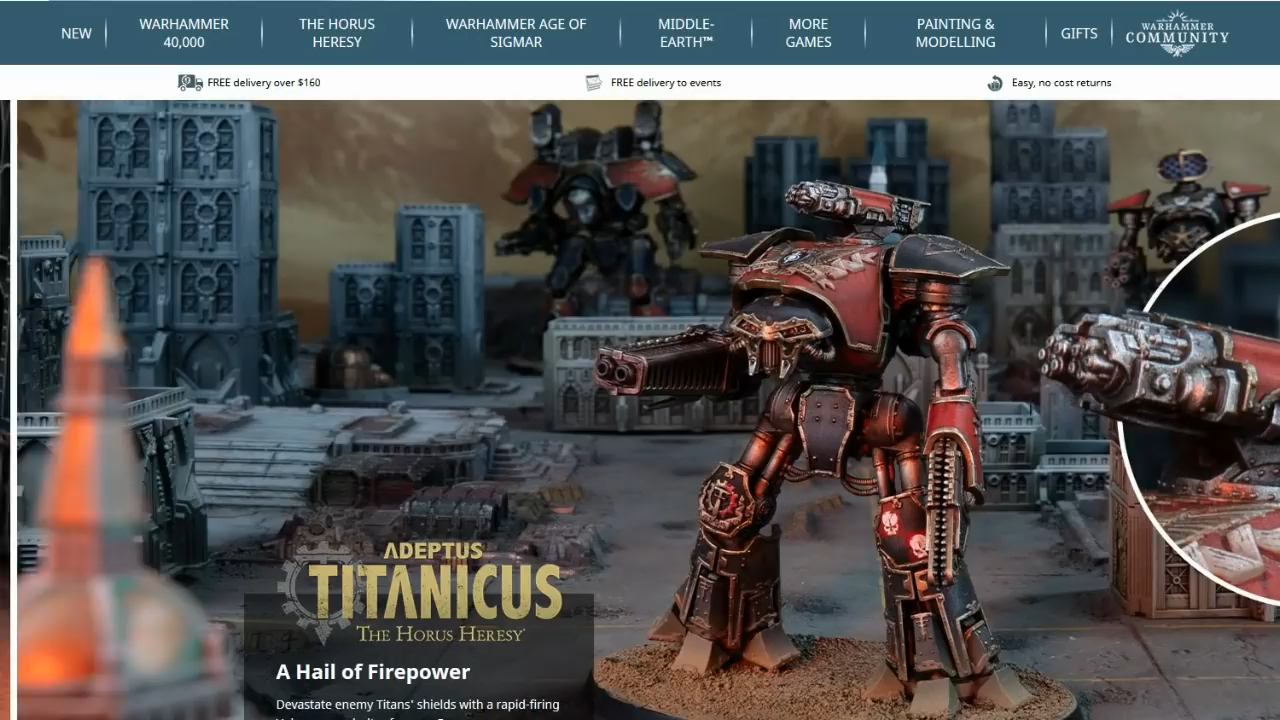 NEW
WARHAMMER
40,000
THE HORUS
HERESY
WARHAMMER AGE OF
SIGMAR
MIDDLE-
EARTH™
MORE
GAMES
PAINTING &
MODELLING
GIFTS
WARHAMMER
COMMUNITY
FREE delivery over $160
FREE delivery to events
Easy, no cost returns
ADEPTUS
TITANICUS
THE HORUS HERESY
A Hail of Firepower
Devastate enemy Titans' shields with a rapid-firing